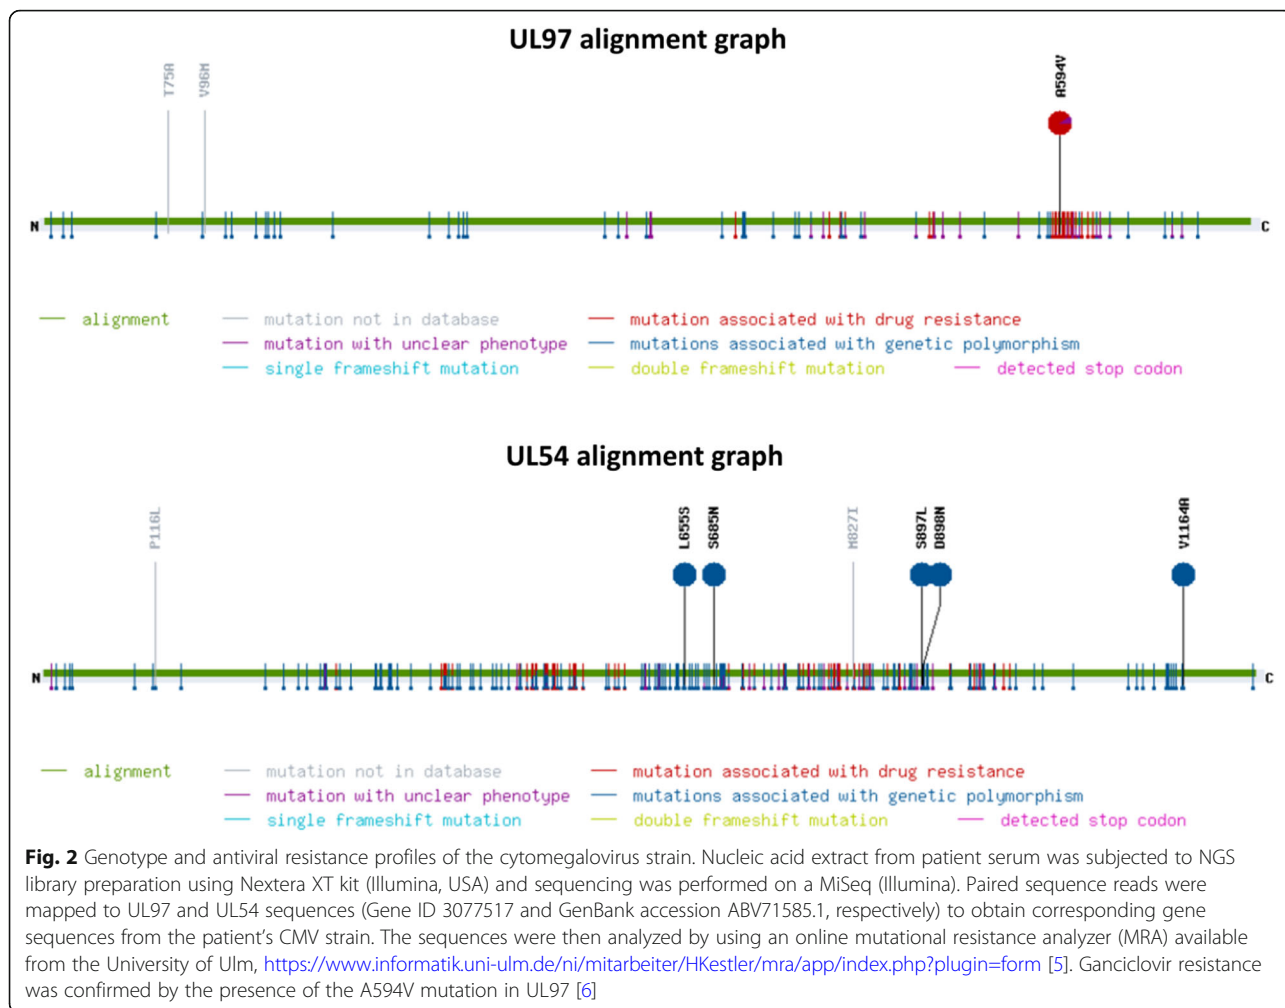 UL97 alignment graph
T75A
V96M
A594V
N
C
alignment
mutation not in database
mutation associated with drug resistance
mutation with unclear phenotype
mutations associated with genetic polymorphism
single frameshift mutation
double frameshift mutation
detected stop codon
UL54 alignment graph
P116L
L655S
S685N
M827I
S897L
D898N
V1164A
N
C
alignment
mutation not in database
mutation associated with drug resistance
mutation with unclear phenotype
mutations associated with genetic polymorphism
single frameshift mutation
double frameshift mutation
detected stop codon
Fig. 2 Genotype and antiviral resistance profiles of the cytomegalovirus strain. Nucleic acid extract from patient serum was subjected to NGS
library preparation using Nextera XT kit (Illumina, USA) and sequencing was performed on a MiSeq (Illumina). Paired sequence reads were
mapped to UL97 and UL54 sequences (Gene ID 3077517 and GenBank accession ABV71585.1, respectively) to obtain corresponding gene
sequences from the patient's CMV strain. The sequences were then analyzed by using an online mutational resistance analyzer (MRA) available
from the University of Ulm, https://www.informatik.uni-ulm.de/ni/mitarbeiter/HKestler/mra/app/index.php?plugin=form [5]. Ganciclovir resistance
was confirmed by the presence of the A594V mutation in UL97 [6]